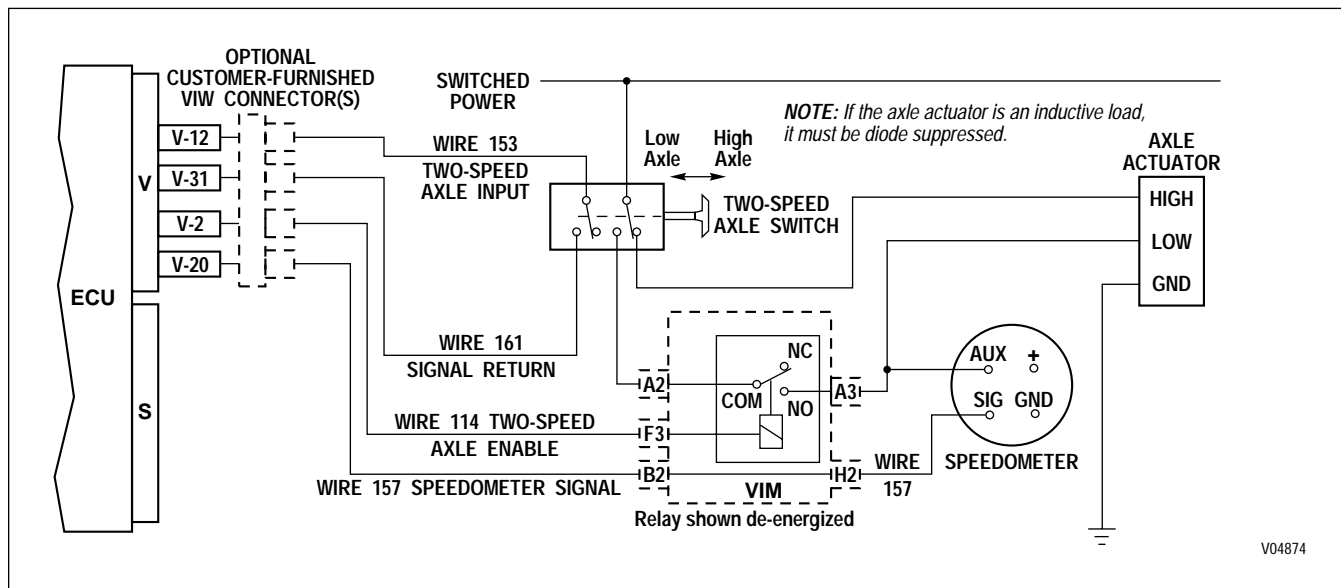 OPTIONAL
CUSTOMER-FURNISHED
VIW CONNECTOR(S)
SWITCHED
POWER
NOTE: If the axle actuator is an inductive load,
it must be diode suppressed.
V-12
V-31
V-2
V-20
V
ECU
S
WIRE 153
TWO-SPEED
AXLE INPUT
Low
Axle
High
Axle
TWO-SPEED
AXLE SWITCH
AXLE
ACTUATOR
HIGH
LOW
GND
WIRE 161
SIGNAL RETURN
WIRE 114 TWO-SPEED
AXLE ENABLE
WIRE 157 SPEEDOMETER SIGNAL
A2
F3
B2
NC
COM
NO
A3
H2
VIM
Relay shown de-energized
WIRE
157
AUX
+
SIG
GND
SPEEDOMETER
V04874